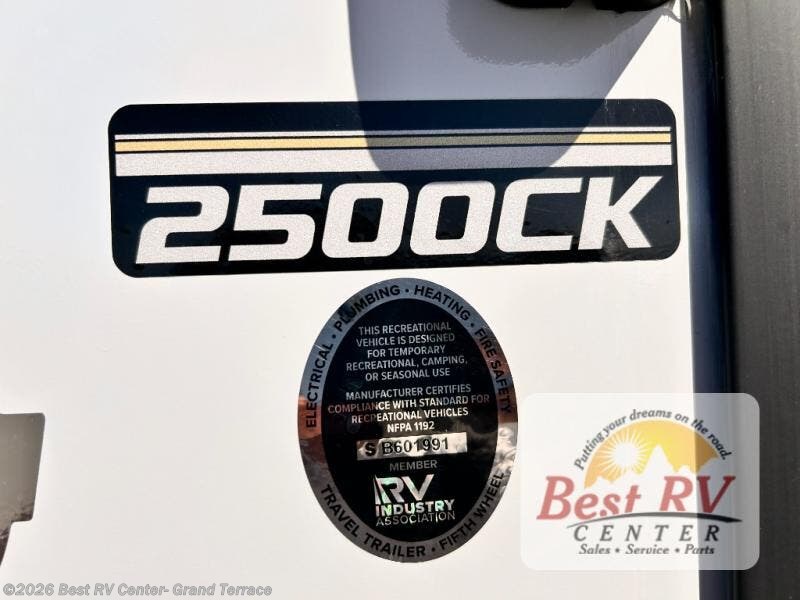 2500CK
ELECTRICAL • PLUMBING • HEATING • FIRE SAFETY
THIS RECREATIONAL
VEHICLE IS DESIGNED
FOR TEMPORARY
RECREATIONAL, CAMPING,
OR SEASONAL USE
MANUFACTURER CERTIFIES
COMPLIANCE WITH STANDARD FOR
RECREATIONAL VEHICLES
NFPA 1192
S B601991
MEMBER
RV
INDUSTRY
ASSOCIATION
TRAVEL TRAILER • FIFTH WHEEL
Putting your dreams on the road.
BEST RV
CENTER
Sales • Service • Parts
©2026 Best RV Center- Grand Terrace